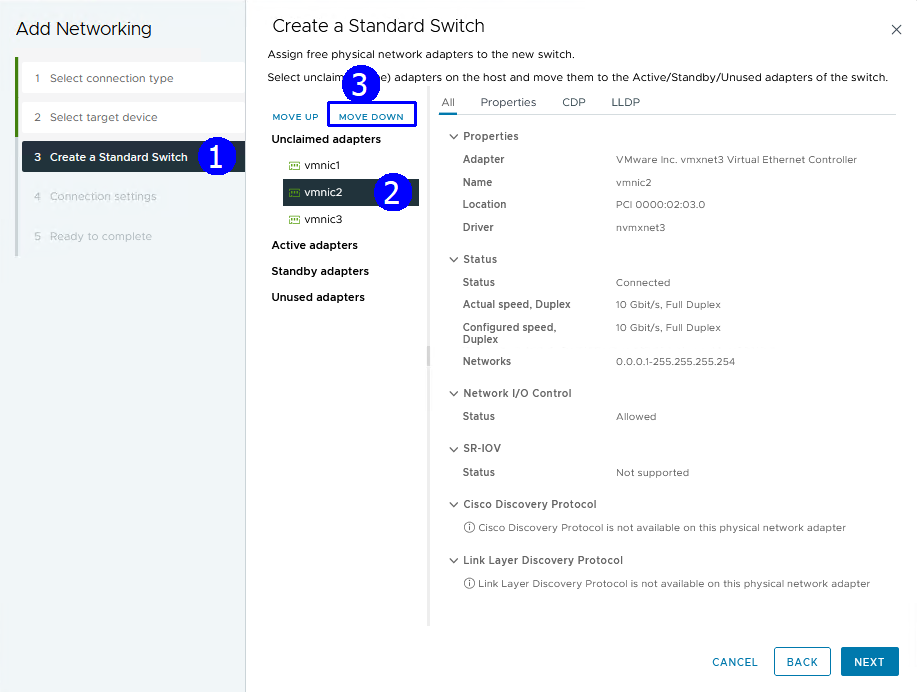 Add Networking
1 Select connection type
2 Select target device
3 Create a Standard Switch 1
4 Connection settings
5 Ready to complete
Create a Standard Switch
Assign free physical network adapters to the new switch.
Select unclaim e) adapters on the host and move them to the Active/Standby/Unused adapters of the switch.
3
MOVE UP MOVE DOWN
Unclaimed adapters
vmnic1
vmnic2 2
vmnic3
Active adapters
Standby adapters
Unused adapters
All Properties CDP LLDP
Properties
Adapter VMware Inc. vmxnet3 Virtual Ethernet Controller
Name vmnic2
Location PCI 0000:02:03.0
Driver nvmxnet3
Status
Status Connected
Actual speed, Duplex 10 Gbit/s, Full Duplex
Configured speed, 10 Gbit/s, Full Duplex
Duplex
Networks 0.0.0.1-255.255.255.254
Network I/O Control
Status Allowed
SR-IOV
Status Not supported
Cisco Discovery Protocol
Cisco Discovery Protocol is not available on this physical network adapter
Link Layer Discovery Protocol
Link Layer Discovery Protocol is not available on this physical network adapter
CANCEL BACK NEXT